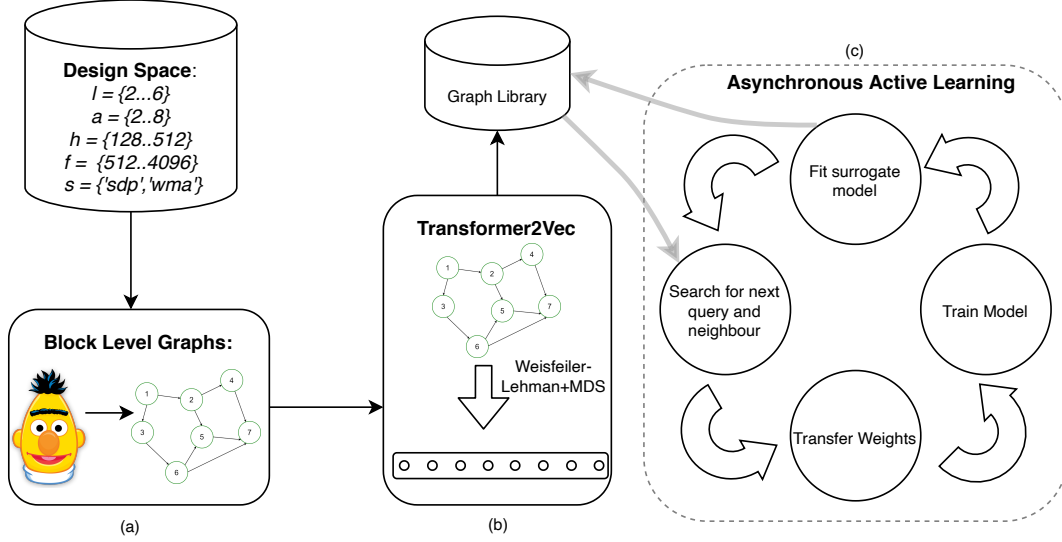 Design Space:
l = {2...6}
a = {2..8}
h = {128...512}
f = {512..4096}
s = {'sdp','wma'}
Block Level Graphs:
1
2
4
3
5
7
6
(a)
Graph Library
Transformer2Vec
1
2
4
3
5
7
6
Weisfeiler-
Lehman+MDS
(b)
(c)
Asynchronous Active Learning
Fit surrogate
model
Search for next
query and
neighbour
Train Model
Transfer Weights